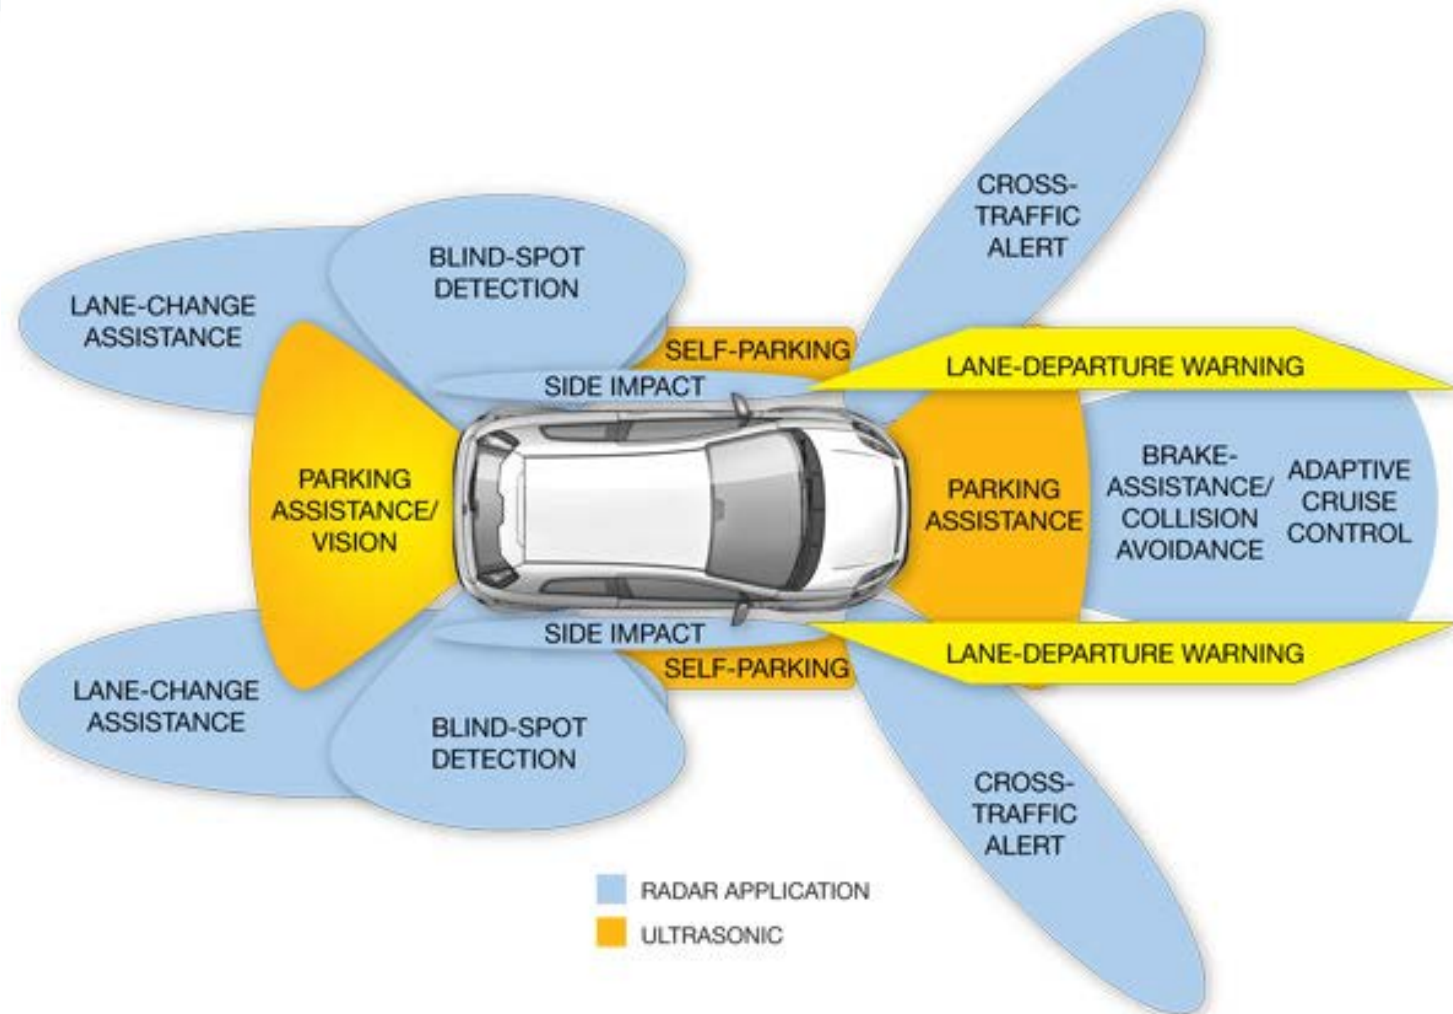 CROSS-
TRAFFIC
ALERT
BLIND-SPOT
DETECTION
LANE-CHANGE
ASSISTANCE
SELF-PARKING
SIDE IMPACT
LANE-DEPARTURE WARNING
PARKING
ASSISTANCE/
VISION
PARKING
ASSISTANCE
BRAKE-
ASSISTANCE/
COLLISION
AVOIDANCE
ADAPTIVE
CRUISE
CONTROL
SIDE IMPACT
SELF-PARKING
LANE-DEPARTURE WARNING
LANE-CHANGE
ASSISTANCE
BLIND-SPOT
DETECTION
CROSS-
TRAFFIC
ALERT
RADAR APPLICATION
ULTRASONIC